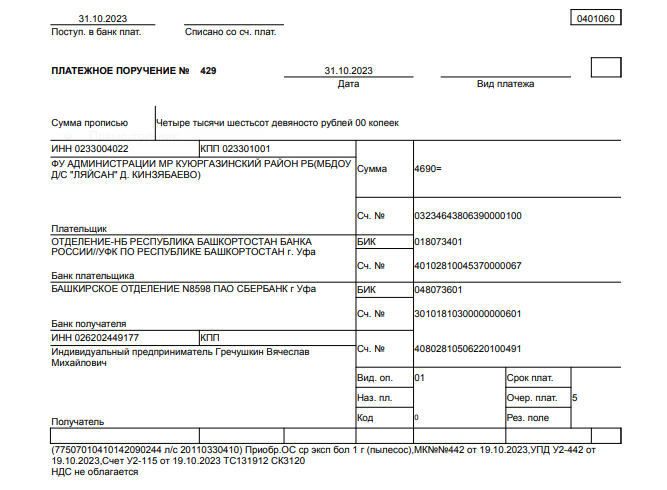 31.10.2023
0401060
Поступ. в банк плат. Списано со сч. плат.
ПЛАТЕЖНОЕ ПОРУЧЕНИЕ № 429 31.10.2023
Дата Вид платежа
Сумма прописью Четыре тысячи шестьсот девяносто рублей 00 копеек
ИНН 0233004022 КПП 023301001
ФУ АДМИНИСТРАЦИИ МР КУЮРГАЗИНСКИЙ РАЙОН РБ(МБДОУ
Д/С "ЛЯЙСАН" Д. КИНЗЯБАЕВО)
Сумма 4690=
Сч. № 03234643806390000100
Плательщик
ОТДЕЛЕНИЕ-НБ РЕСПУБЛИКА БАШКОРТОСТАН БАНКА
РОССИИ//УФК ПО РЕСПУБЛИКЕ БАШКОРТОСТАН г. Уфа
БИК 018073401
Сч. № 40102810045370000067
Банк плательщика
БАШКИРСКОЕ ОТДЕЛЕНИЕ N8598 ПАО СБЕРБАНК г Уфа
БИК 048073601
Сч. № 30101810300000000601
Банк получателя
ИНН 026202449177 КПП
Сч. № 40802810506220100491
Индивидуальный предприниматель Гречушкин Вячеслав
Михайлович
Вид. оп. 01 Срок плат.
Наз. пл. Очер. плат. 5
Код 0 Рез. поле
Получатель
(77507010410142090244 л/с 20110330410) Приобр.ОС ср эксп бол 1 г (пылесос),МК№№442 от 19.10.2023,УПД У2-442 от
19.10.2023,Счет У2-115 от 19.10.2023 ТС131912 СК3120
НДС не облагается